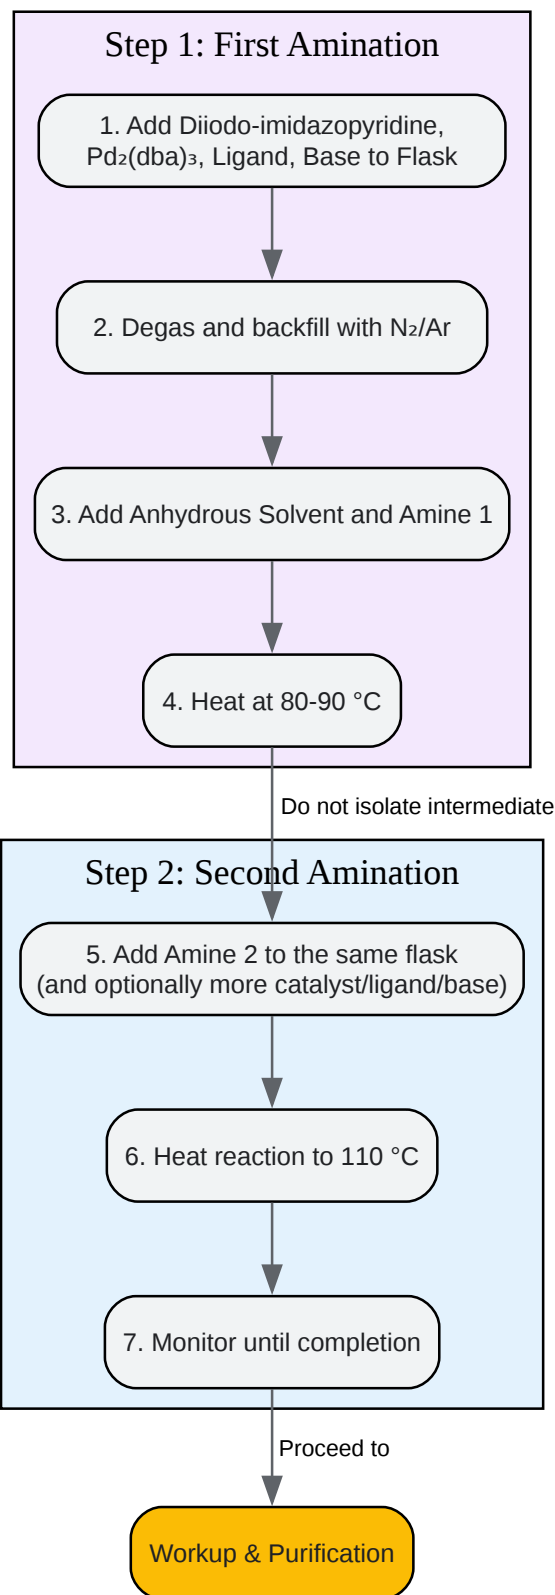 Step 1: First Amination
1. Add Diiodo-imidazopyridine,
Pd₂(dba)₃, Ligand, Base to Flask
2. Degas and backfill with N₂/Ar
3. Add Anhydrous Solvent and Amine 1
4. Heat at 80-90 °C
Do not isolate intermediate
Step 2: Second Amination
5. Add Amine 2 to the same flask
(and optionally more catalyst/ligand/base)
6. Heat reaction to 110 °C
7. Monitor until completion
Proceed to
Workup & Purification